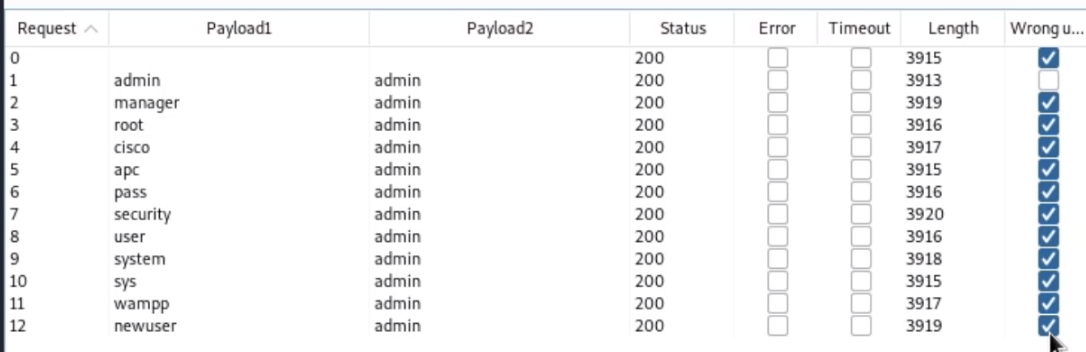 Request Payload1 Payload2 Status Error Timeout Length Wrong u...
0 200 3915
1 admin admin 200 3913
2 manager admin 200 3919
3 root admin 200 3916
4 cisco admin 200 3917
5 apc admin 200 3915
6 pass admin 200 3916
7 security admin 200 3920
8 user admin 200 3916
9 system admin 200 3918
10 sys admin 200 3915
11 wampp admin 200 3917
12 newuser admin 200 3919